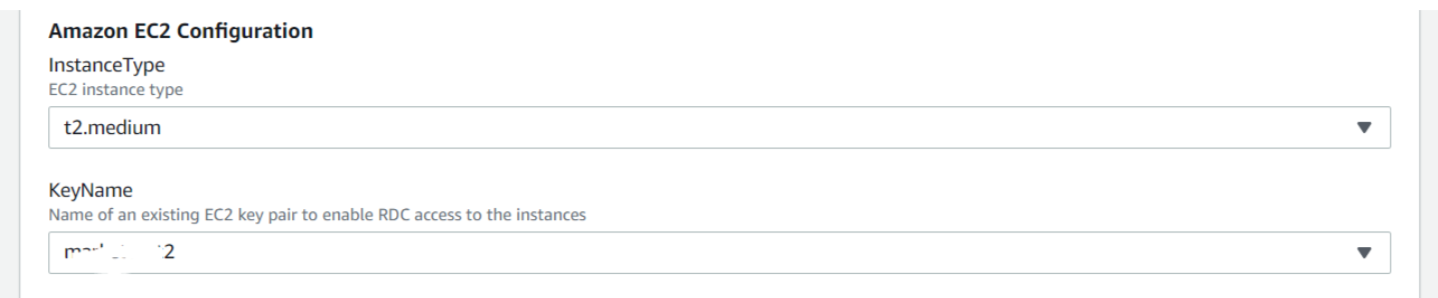 Amazon EC2 Configuration
InstanceType
EC2 instance type
t2.medium
KeyName
Name of an existing EC2 key pair to enable RDC access to the instances